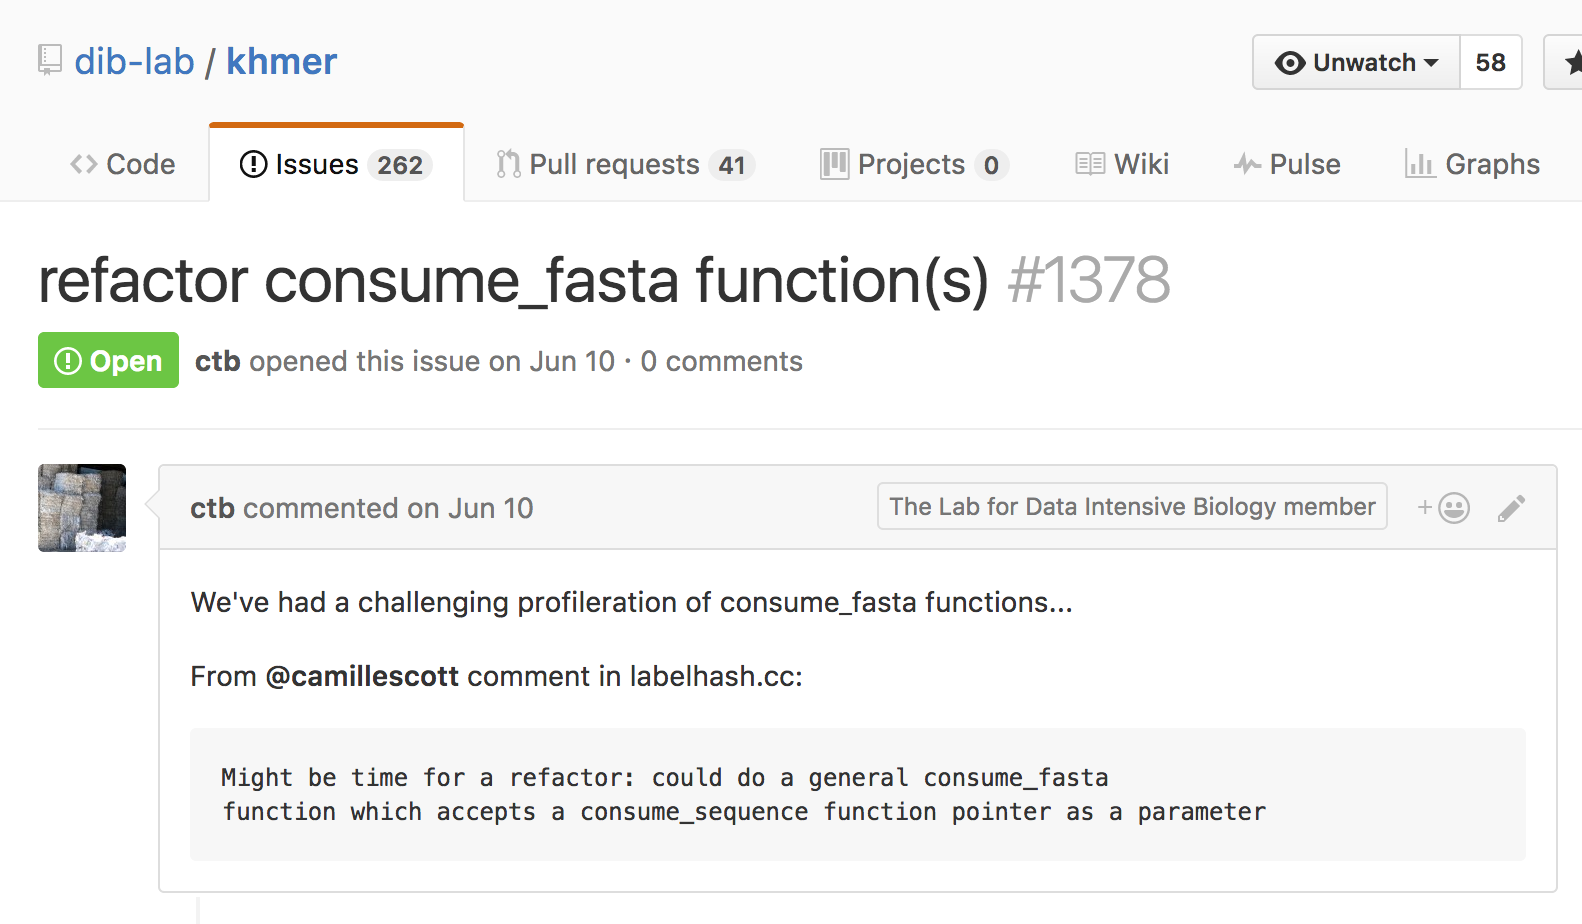 dib-lab / khmer
Unwatch 58
Code Issues 262 Pull requests 41 Projects 0 Wiki Pulse Graphs
refactor consume_fasta function(s) #1378
Open ctb opened this issue on Jun 10 · 0 comments
ctb commented on Jun 10 The Lab for Data Intensive Biology member +
We've had a challenging profileration of consume_fasta functions...
From @camillescott comment in labelhash.cc:
Might be time for a refactor: could do a general consume_fasta
function which accepts a consume_sequence function pointer as a parameter